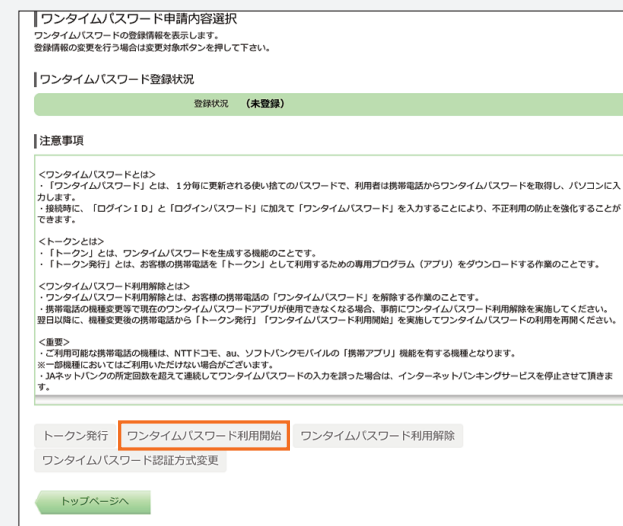 ワンタイムパスワード申請内容選択
ワンタイムパスワードの登録情報を表示します。
登録情報の変更を行う場合は変更対象ボタンを押して下さい。
ワンタイムパスワード登録状況
登録状況 （未登録）
注意事項
<ワンタイムパスワードとは>
・「ワンタイムパスワード」とは、１分毎に更新される使い捨てのパスワードで、利用者は携帯電話からワンタイムパスワードを取得し、パソコンに入
力します。
・接続時に、「ログインＩＤ」と「ログインパスワード」に加えて「ワンタイムパスワード」を入力することにより、不正利用の防止を強化することが
できます。
<トークンとは>
・「トークン」とは、ワンタイムパスワードを生成する機能のことです。
・「トークン発行」とは、お客様の携帯電話を「トークン」として利用するための専用プログラム（アプリ）をダウンロードする作業のことです。
<ワンタイムパスワード利用解除とは>
・ワンタイムパスワード利用解除とは、お客様の携帯電話の「ワンタイムパスワード」を解除する作業のことです。
・携帯電話の機種変更等で現在のワンタイムパスワードアプリが使用できなくなる場合、事前にワンタイムパスワード利用解除を実施してください。
翌日以降に、機種変更後の携帯電話から「トークン発行」「ワンタイムパスワード利用開始」を実施してワンタイムパスワードの利用を再開ください。
<重要>
・ご利用可能な携帯電話の機種は、NTTドコモ、au、ソフトバンクモバイルの「携帯アプリ」機能を有する機種となります。
※一部機種においてはご利用いただけない場合がございます。
・JAネットバンクの所定回数を超えて連続してワンタイムパスワードの入力を誤った場合は、インターネットバンキングサービスを停止させて頂きま
す。
トークン発行 ワンタイムパスワード利用開始 ワンタイムパスワード利用解除
ワンタイムパスワード認証方式変更
トップページへ